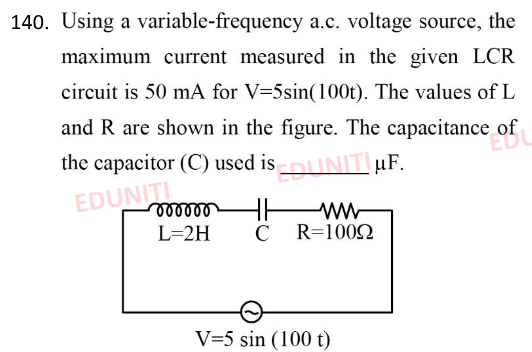 140. Using a variable-frequency a.c. voltage source, the
maximum current measured in the given LCR
circuit is 50 mA for V=5sin(100t). The values of L
and R are shown in the figure. The capacitance of
the capacitor (C) used is ________ μF.
EDU
EDUNITI
EDUNITI
L=2H C R=100Ω
V=5 sin (100 t)